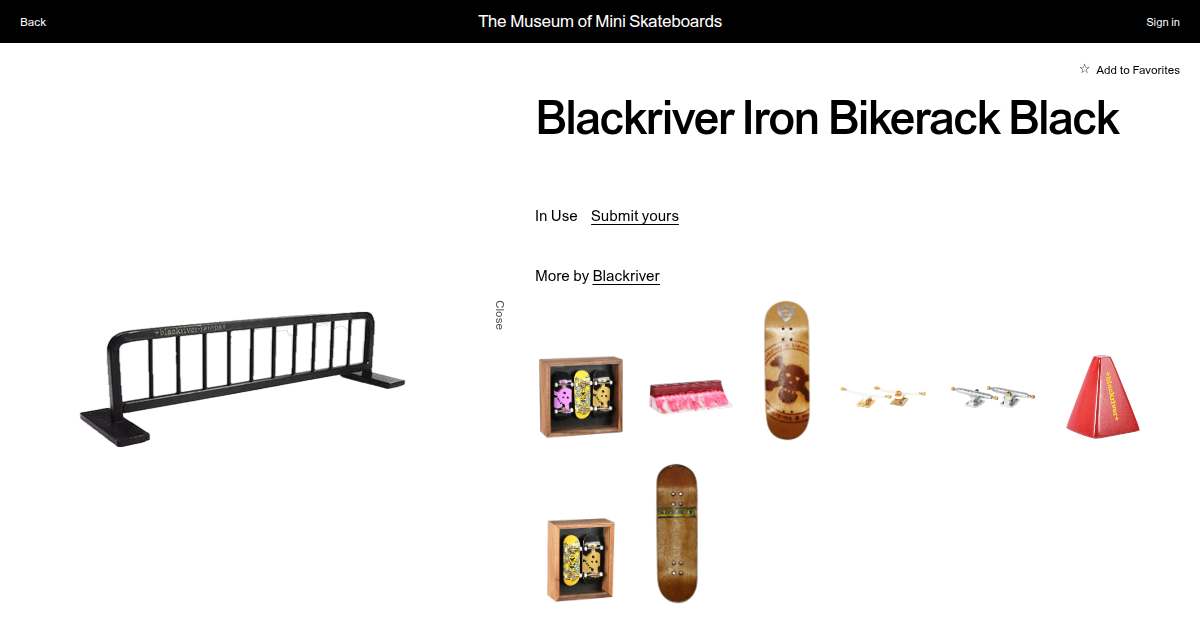 Back
The Museum of Mini Skateboards
Sign in
☆ Add to Favorites
Blackriver Iron Bikerack Black
In Use Submit yours
More by Blackriver
Close